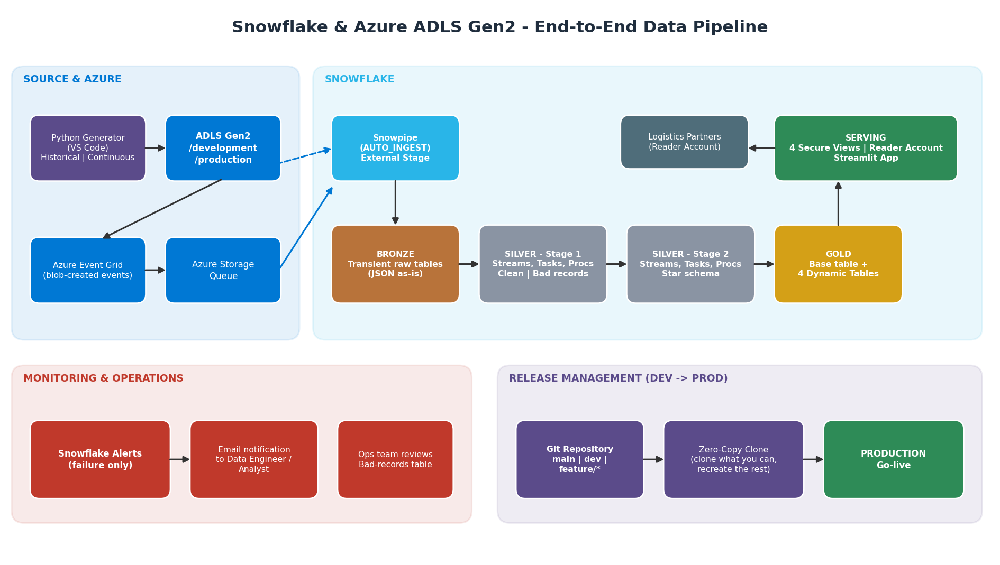 Snowflake & Azure ADLS Gen2 - End-to-End Data Pipeline
SOURCE & AZURE
Python Generator
(VS Code)
Historical | Continuous
ADLS Gen2
/development
/production
Azure Event Grid
(blob-created events)
Azure Storage
Queue
SNOWFLAKE
Snowpipe
(AUTO_INGEST)
External Stage
Logistics Partners
(Reader Account)
SERVING
4 Secure Views | Reader Account
Streamlit App
BRONZE
Transient raw tables
(JSON as-is)
SILVER - Stage 1
Streams, Tasks, Procs
Clean | Bad records
SILVER - Stage 2
Streams, Tasks, Procs
Star schema
GOLD
Base table +
4 Dynamic Tables
MONITORING & OPERATIONS
Snowflake Alerts
(failure only)
Email notification
to Data Engineer /
Analyst
Ops team reviews
Bad-records table
RELEASE MANAGEMENT (DEV -> PROD)
Git Repository
main | dev |
feature/*
Zero-Copy Clone
(clone what you can,
recreate the rest)
PRODUCTION
Go-live